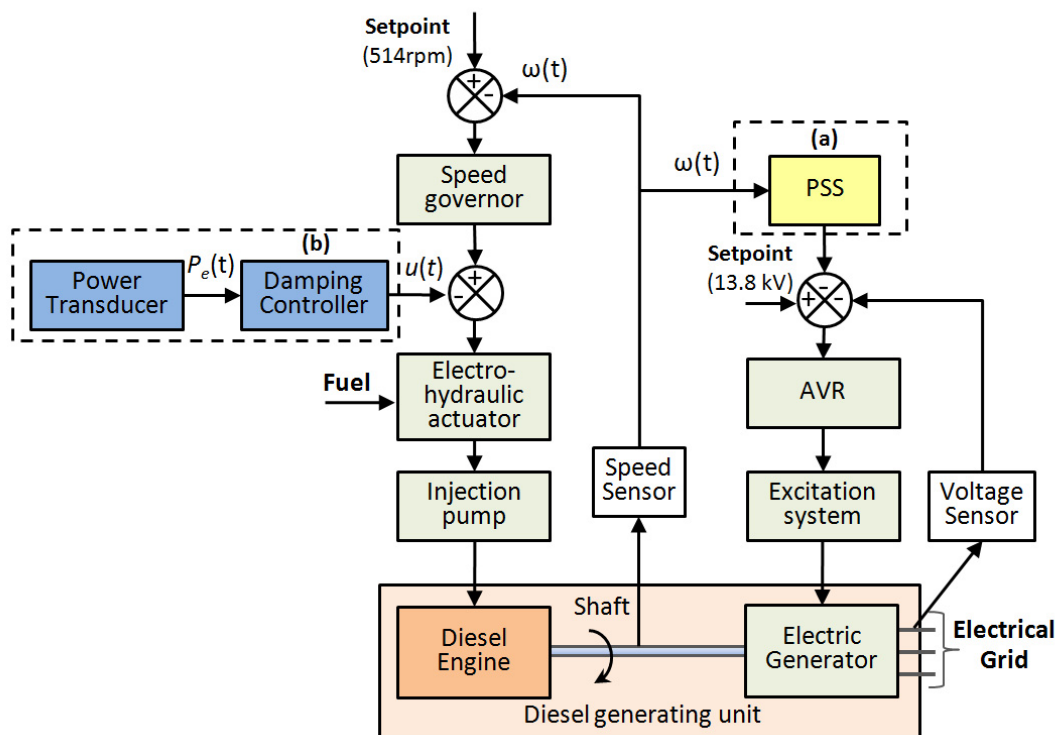 Setpoint
(514rpm)
+
-
ω(t)
Speed
governor
ω(t)
(a)
PSS
(b)
Power
Transducer
Pe(t)
Damping
Controller
u(t)
-
+
Setpoint
(13.8 kV)
+
-
-
Fuel
Electro-
hydraulic
actuator
AVR
Injection
pump
Speed
Sensor
Excitation
system
Voltage
Sensor
Diesel
Engine
Shaft
Electric
Generator
Electrical
Grid
Diesel generating unit